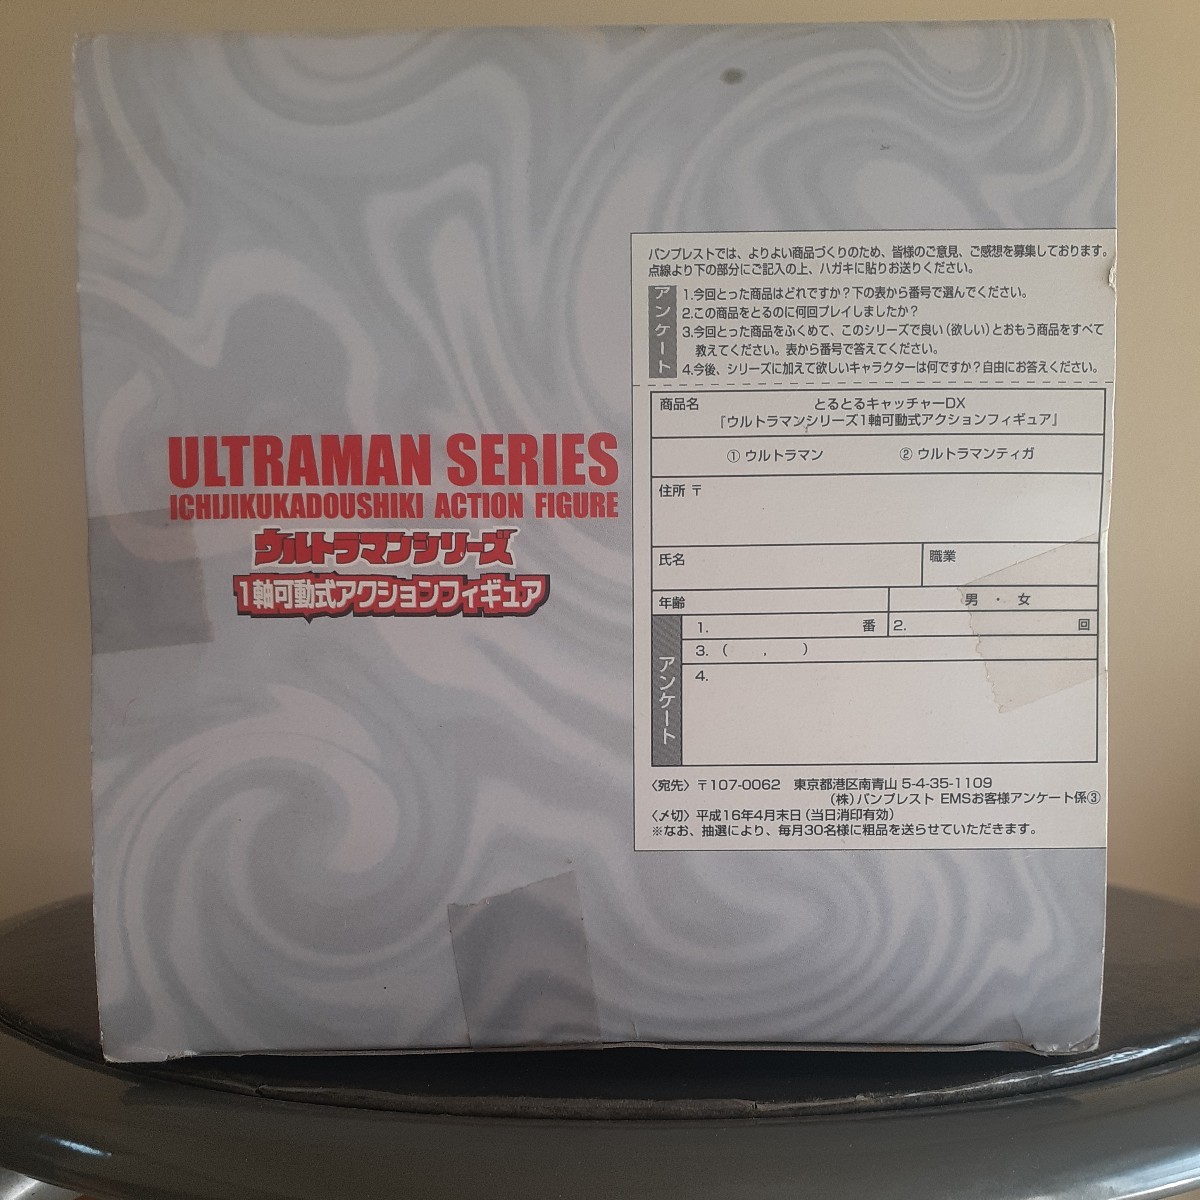 ULTRAMAN SERIES
ICHIJIKUKADOUSHIKI ACTION FIGURE
ウルトラマンシリーズ
1軸可動式アクションフィギュア
バンプレストでは、よりよい商品づくりのため、皆様のご意見、ご感想を募集しております。
点線より下の部分にご記入の上、ハガキに貼りお送りください。
アンケート
1.今回とった商品はどれですか?下の表から番号で選んでください。
2.この商品をとるのに何回プレイしましたか?
3.今回とった商品をふくめて、このシリーズで良い(欲しい)とおもう商品をすべて
教えてください。表から番号で答えてください。
4.今後、シリーズに加えて欲しいキャラクターは何ですか?自由にお答えください。
商品名 とるとるキャッチャーDX
「ウルトラマンシリーズ1軸可動式アクションフィギュア」
① ウルトラマン ② ウルトラマンティガ
住所 〒
氏名 職業
年齢 男 ・ 女
アンケート
1. 番 2. 回
3. ( , )
4.
〈宛先〉〒107-0062 東京都港区南青山 5-4-35-1109
(株)バンプレスト EMSお客様アンケート係③
〈〆切〉平成16年4月末日(当日消印有効)
※なお、抽選により、毎月30名様に粗品を送らせていただきます。